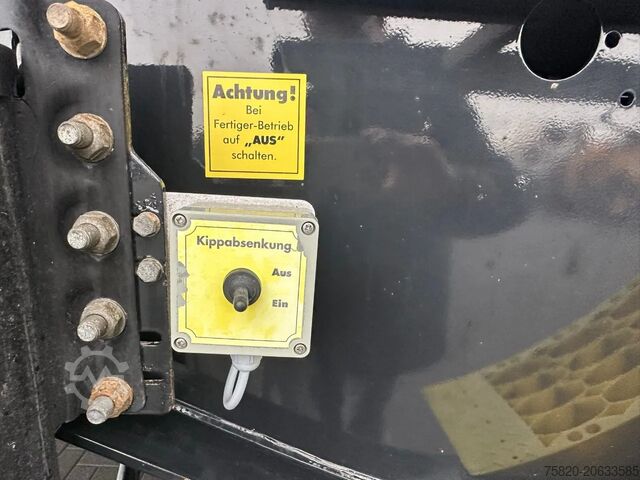 Achtung!
Bei
Fertiger-Betrieb
auf „AUS"
schalten.
Kippabsenkung
Aus
Ein
75820-20633585